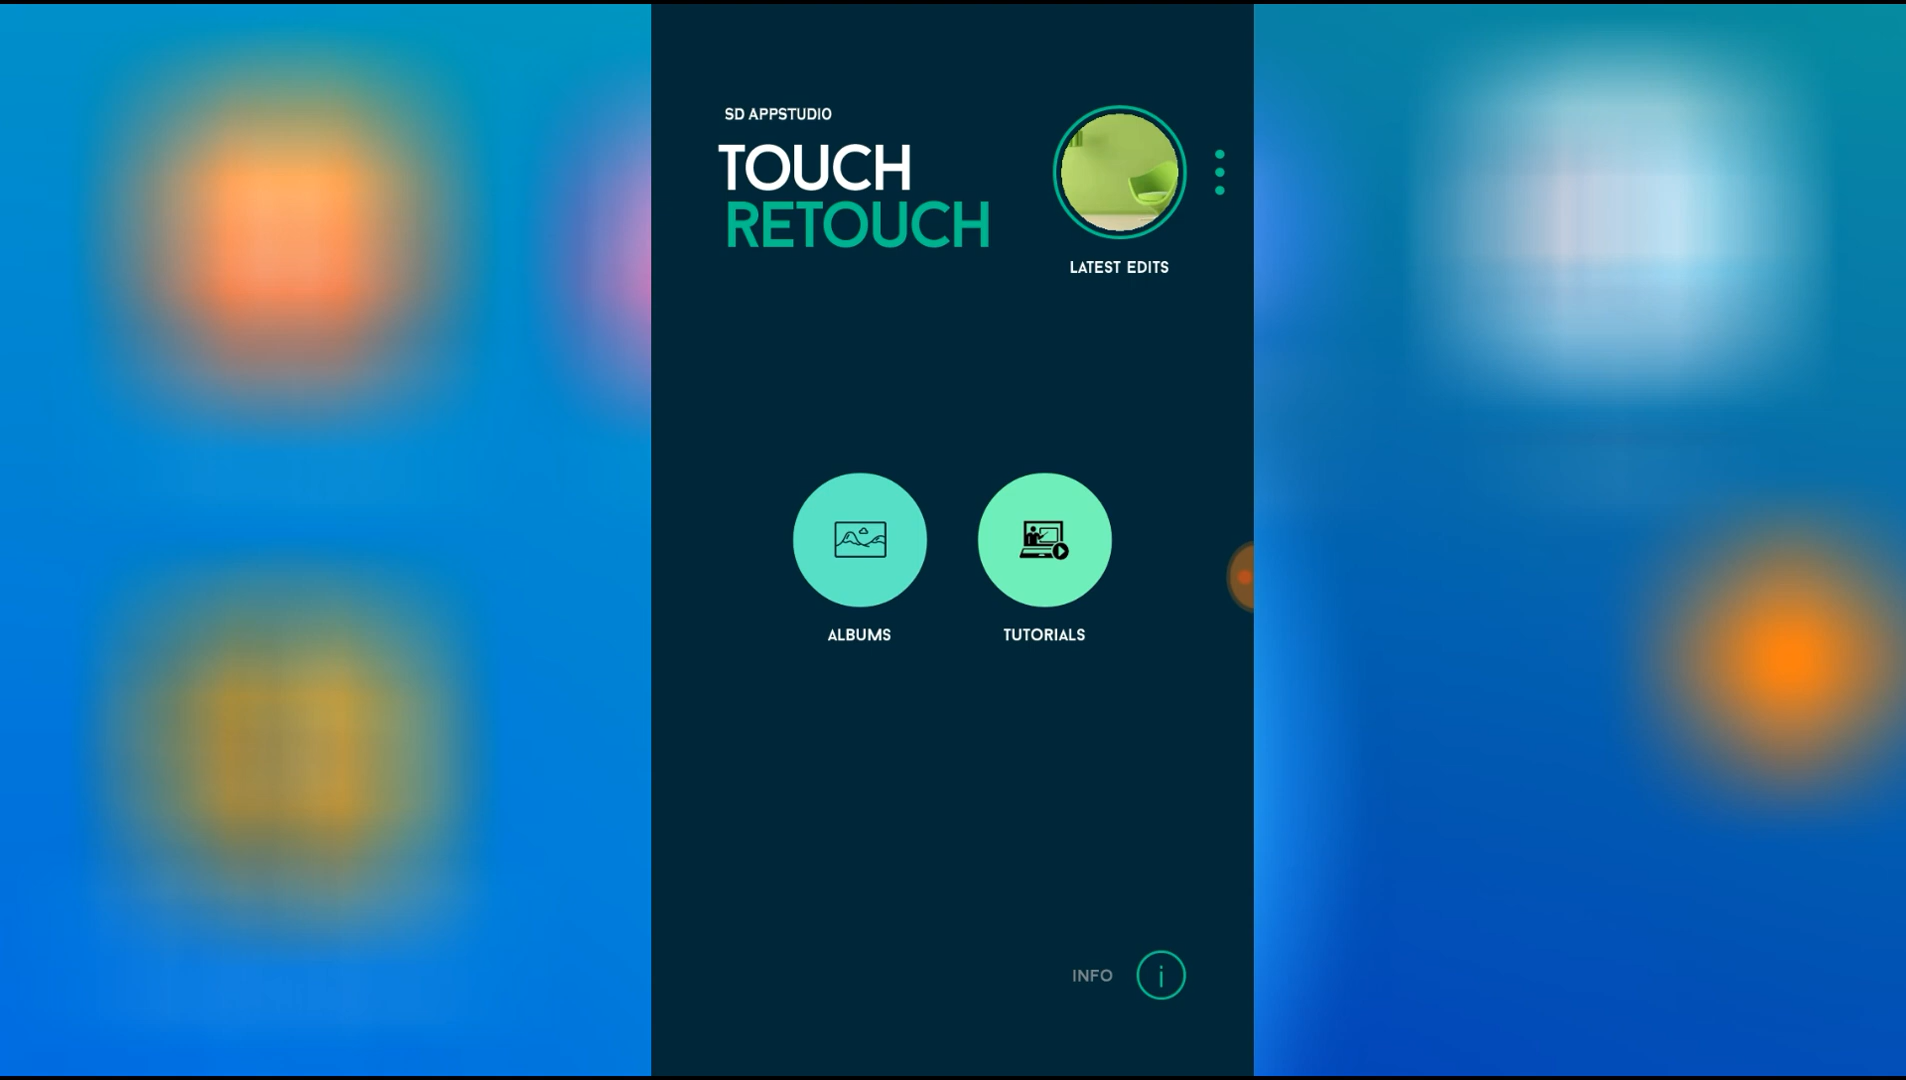 SD APPSTUDIO
TOUCH
RETOUCH
LATEST EDITS
ALBUMS
TUTORIALS
INFO